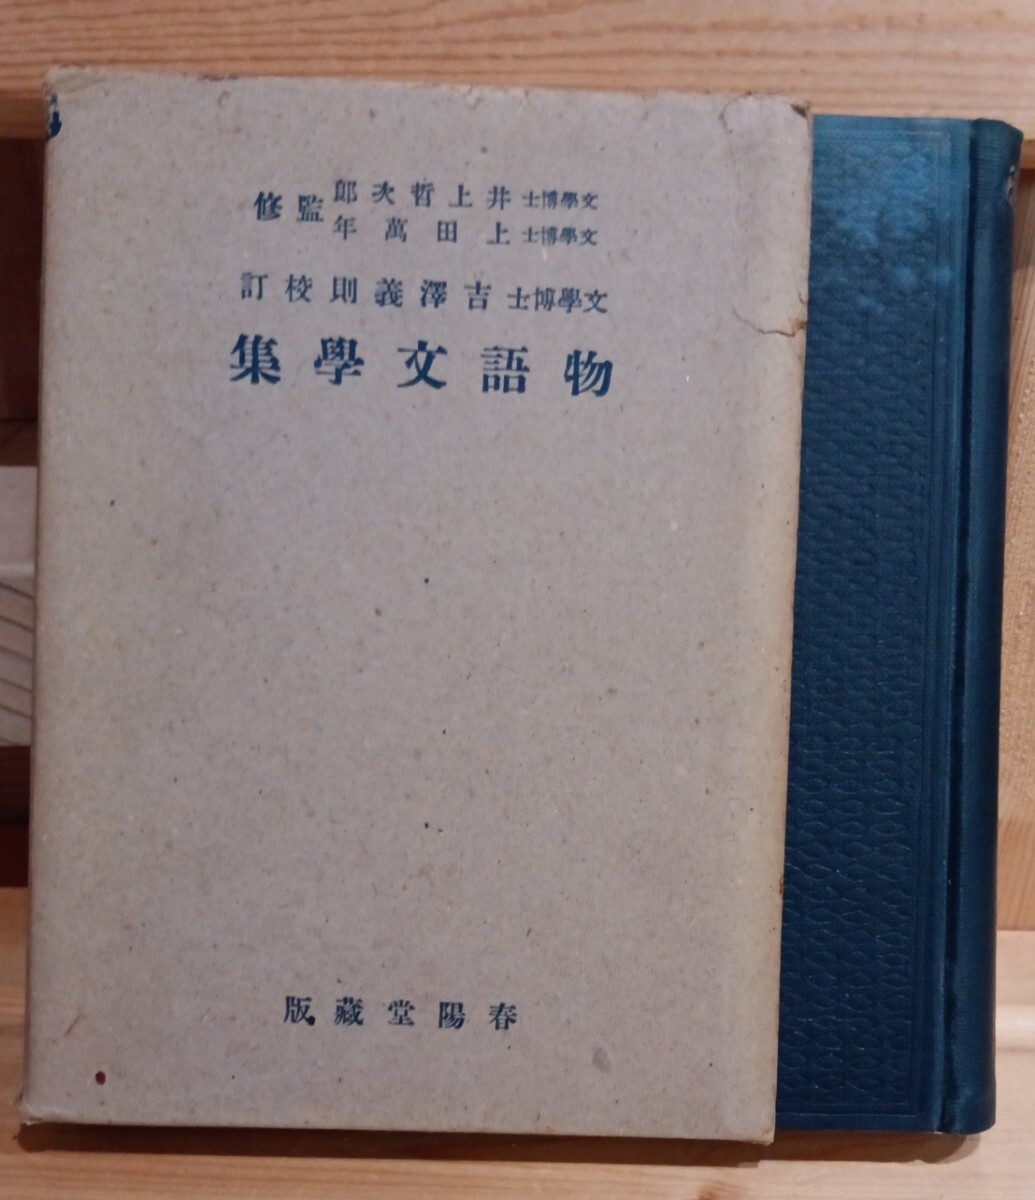 文學博士 井上哲次郎
文學博士 上田萬年
監修
文學博士 吉澤義則校訂
物語文學集
春陽堂藏版